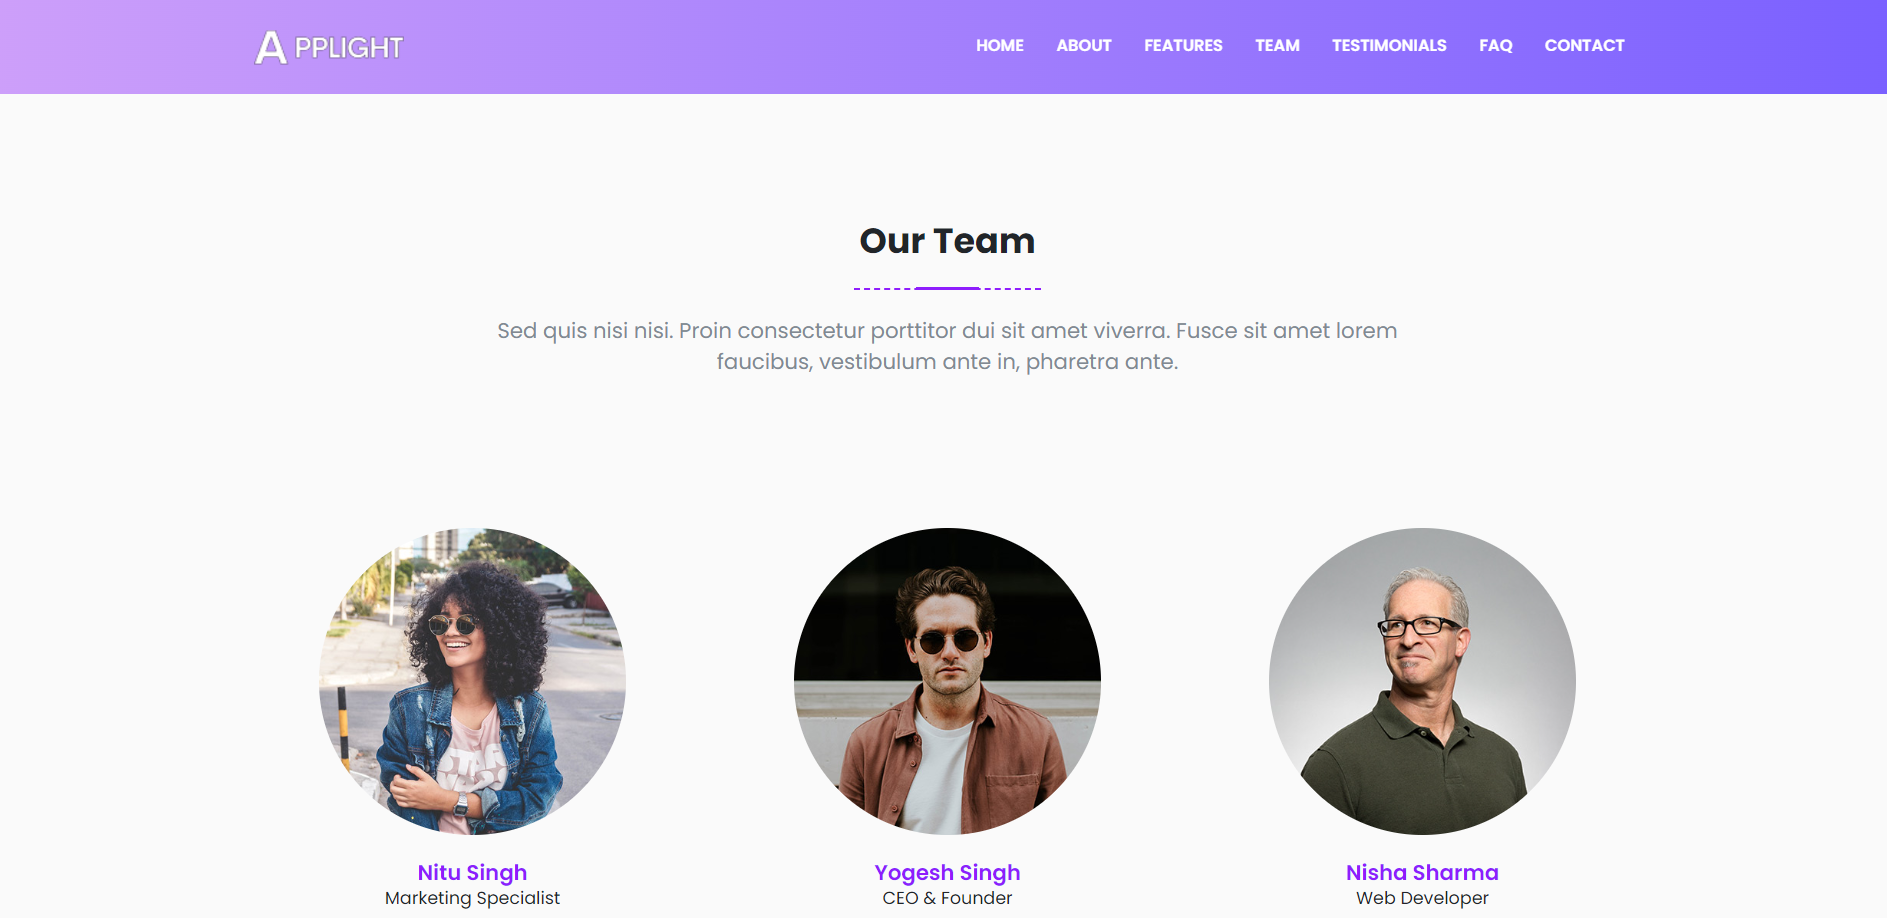 APPLIGHT
HOME ABOUT FEATURES TEAM TESTIMONIALS FAQ CONTACT
Our Team
Sed quis nisi nisi. Proin consectetur porttitor dui sit amet viverra. Fusce sit amet lorem
faucibus, vestibulum ante in, pharetra ante.
Nitu Singh
Marketing Specialist
Yogesh Singh
CEO & Founder
Nisha Sharma
Web Developer